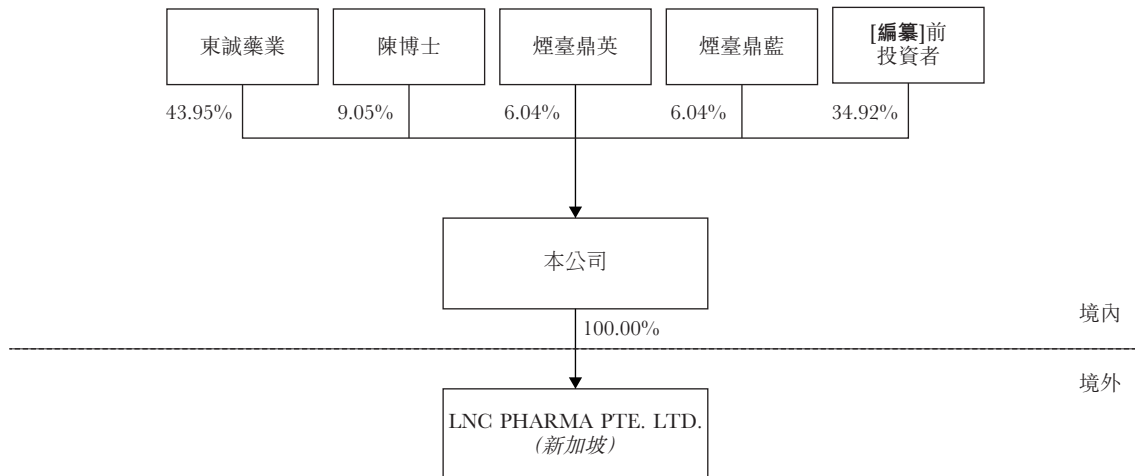 東誠藥業
陳博士
煙臺鼎英
煙臺鼎藍
[編纂]前
投資者
43.95%
9.05%
6.04%
6.04%
34.92%
本公司
境內
100.00%
境外
LNC PHARMA PTE. LTD.
(新加坡)